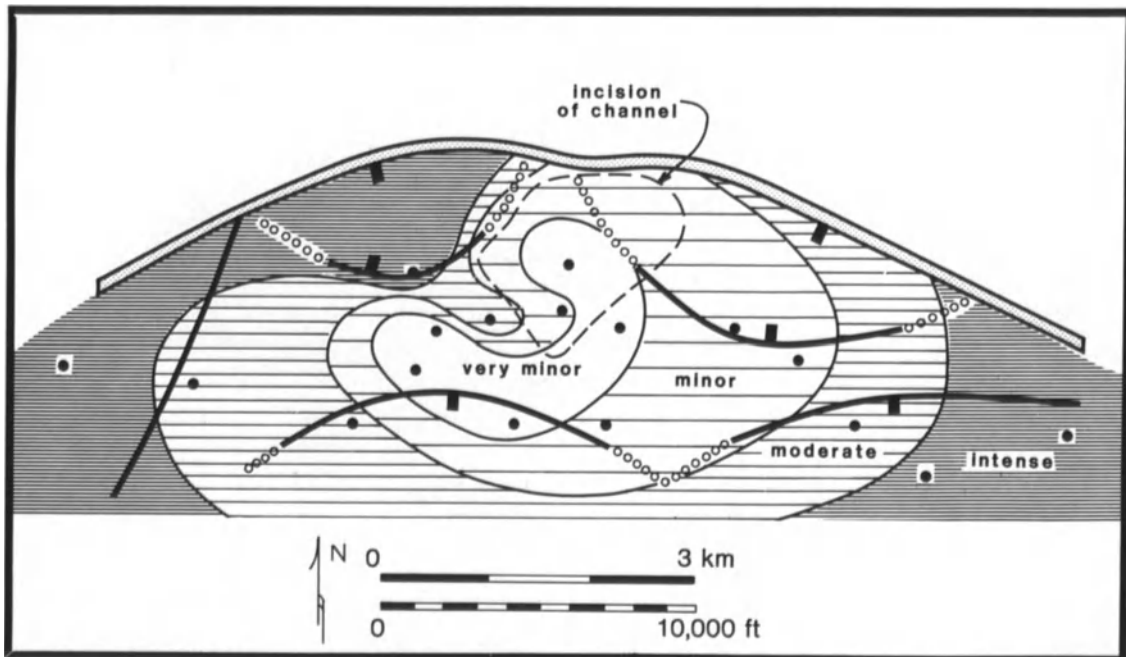 incision
of channel
very minor
minor
moderate
intense
N
0
3 km
0
10,000 ft